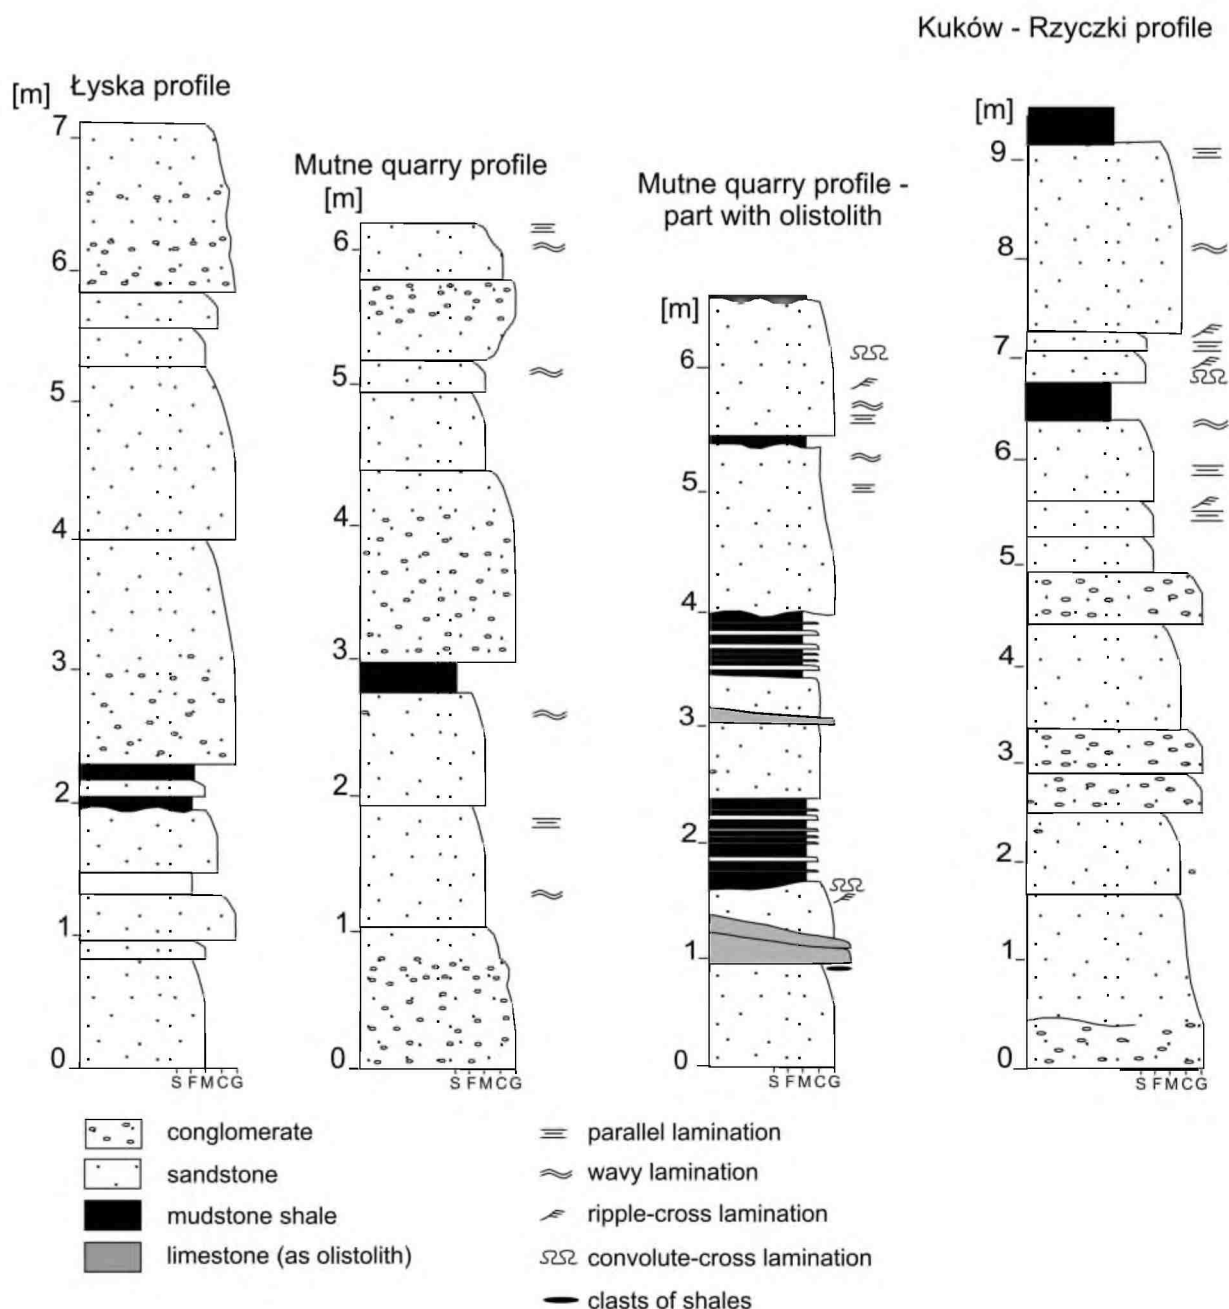 Kuków - Rzyczki profile
[m]
Łyska profile
7
6
5
4
3
2
1
0
S F M C G
Mutne quarry profile
[m]
6
5
4
3
2
1
0
S F M C G
Mutne quarry profile -
part with olistolith
[m]
6
5
4
3
2
1
0
S F M C G
[m]
9
8
7
6
5
4
3
2
1
0
S F M C G
conglomerate
sandstone
mudstone shale
limestone (as olistolith)
parallel lamination
wavy lamination
ripple-cross lamination
convolute-cross lamination
clasts of shales